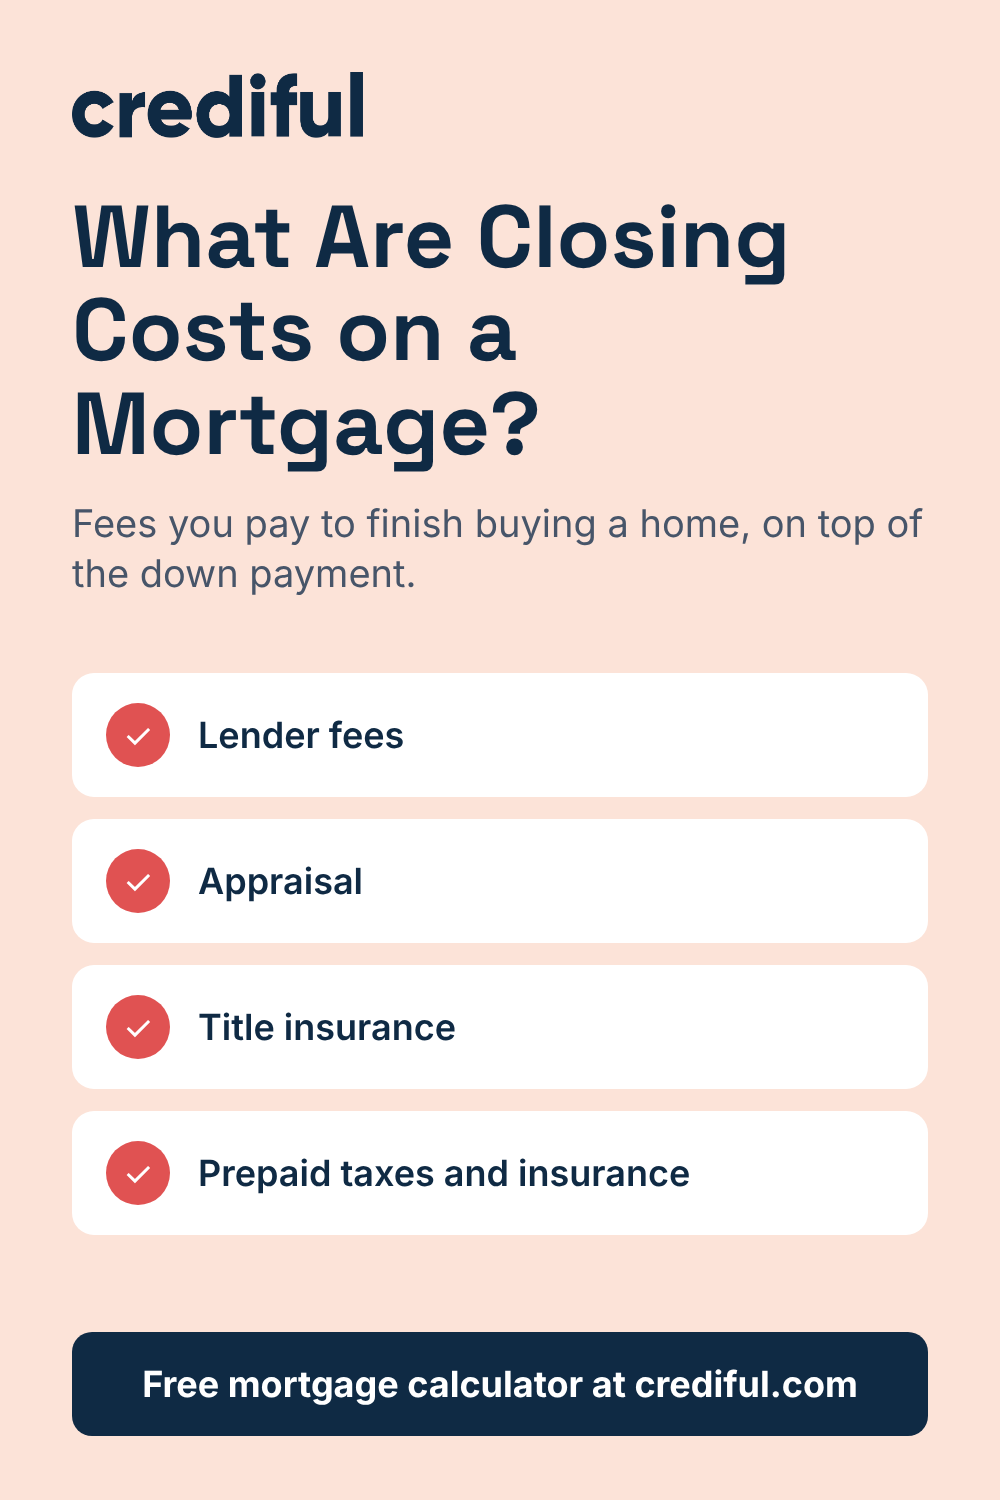 crediful
What Are Closing
Costs on a
Mortgage?
Fees you pay to finish buying a home, on top of
the down payment.
Lender fees
Appraisal
Title insurance
Prepaid taxes and insurance
Free mortgage calculator at crediful.com